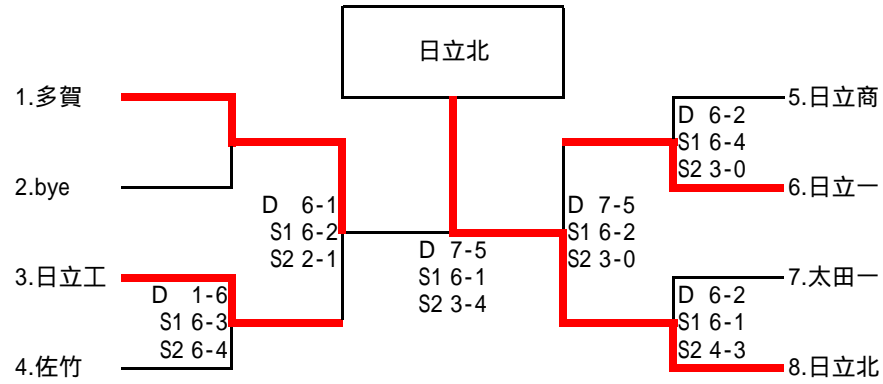 日立北
1.多賀
2.bye
3.日立工
4.佐竹
D 1-6
S1 6-3
S2 6-4
D 6-1
S1 6-2
S2 2-1
D 7-5
S1 6-1
S2 3-4
D 7-5
S1 6-2
S2 3-0
5.日立商
D 6-2
S1 6-4
S2 3-0
6.日立一
7.太田一
D 6-2
S1 6-1
S2 4-3
8.日立北